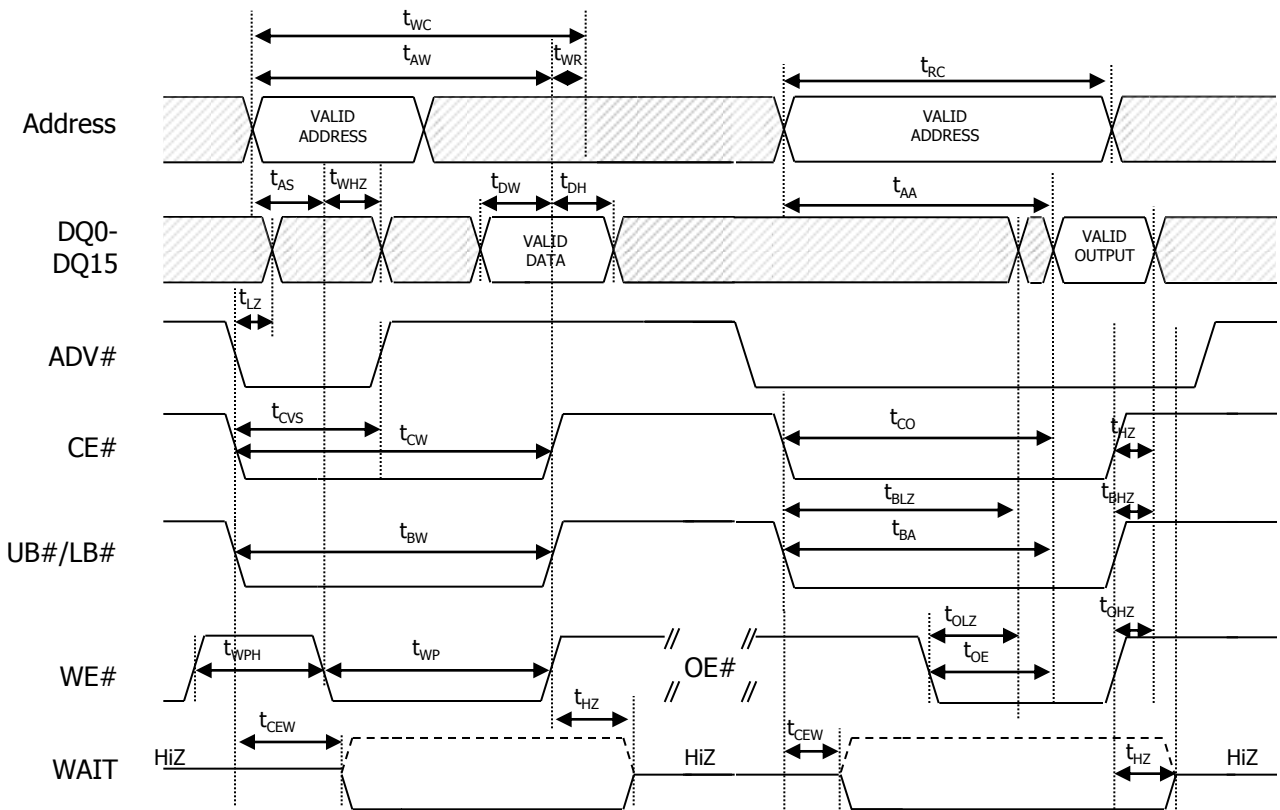 tWC
tAW
tWR
tRC
Address
VALID
ADDRESS
VALID
ADDRESS
tAS
tWHZ
tDW
tDH
tAA
DQ0-
DQ15
VALID
DATA
VALID
OUTPUT
tLZ
ADV#
tCVS
tCW
tCO
tHZ
CE#
tBLZ
tBHZ
UB#/LB#
tBW
tBA
tOLZ
tOHZ
WE#
tWPH
tWP
//
OE#
//
tOE
//
//
tCEW
tHZ
tCEW
WAIT
HiZ
HiZ
tHZ
HiZ